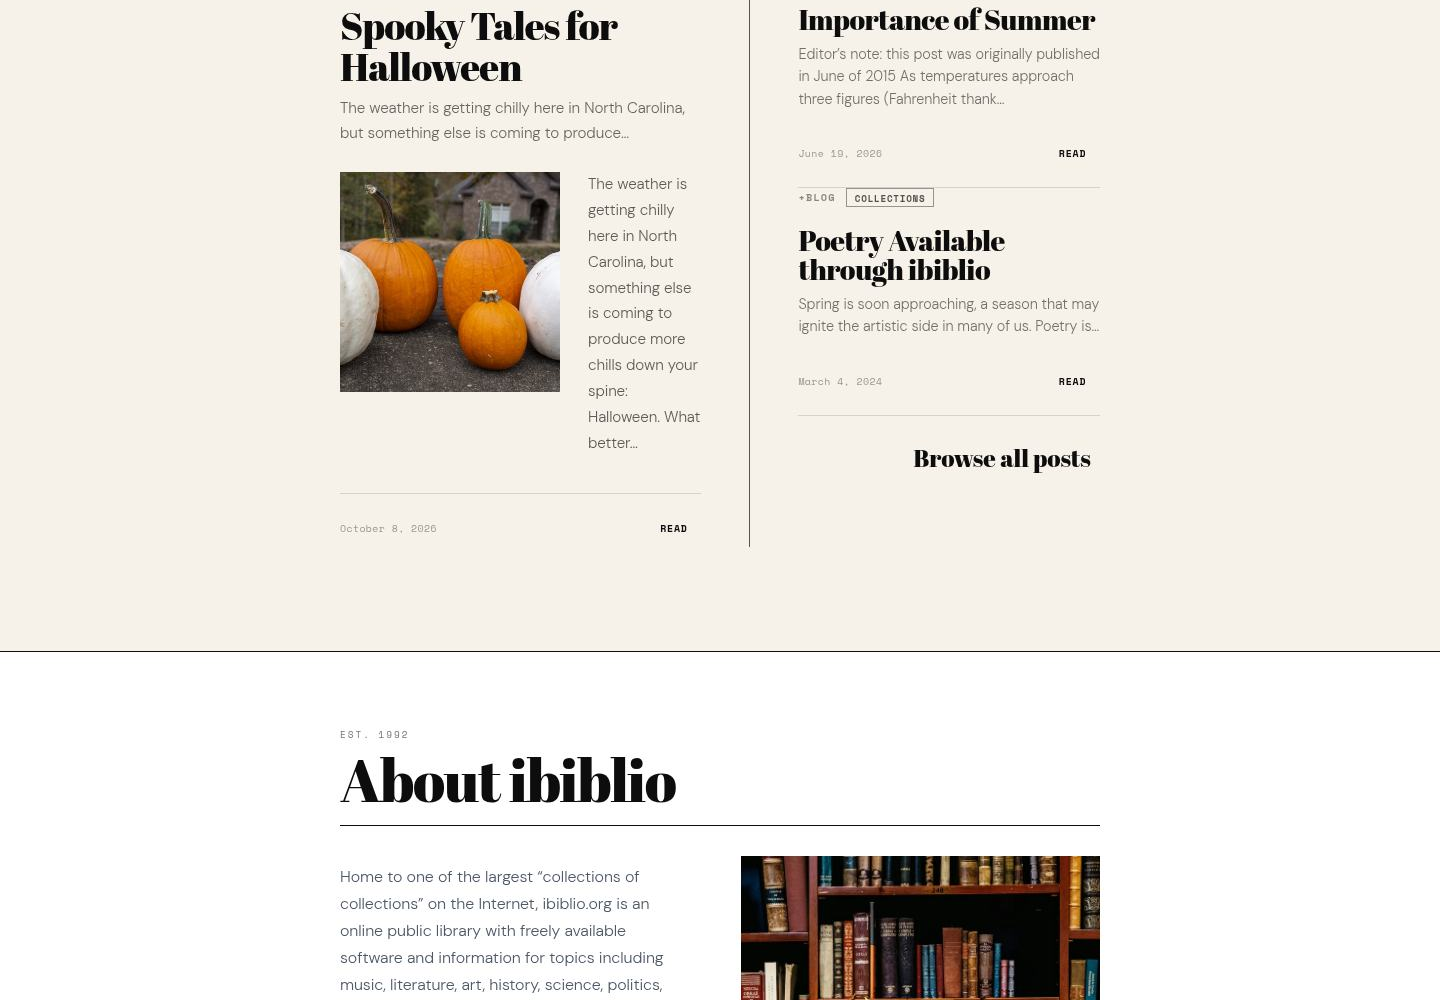 Spooky Tales for
Halloween
The weather is getting chilly here in North Carolina,
but something else is coming to produce…
The weather is
getting chilly
here in North
Carolina, but
something else
is coming to
produce more
chills down your
spine:
Halloween. What
better…
October 8, 2026
READ
Importance of Summer
Editor’s note: this post was originally published
in June of 2015 As temperatures approach
three figures (Fahrenheit thank…
June 19, 2026
READ
+BLOG
COLLECTIONS
Poetry Available
through ibiblio
Spring is soon approaching, a season that may
ignite the artistic side in many of us. Poetry is…
March 4, 2024
READ
Browse all posts
EST. 1992
About ibiblio
Home to one of the largest “collections of
collections” on the Internet, ibiblio.org is an
online public library with freely available
software and information for topics including
music, literature, art, history, science, politics,